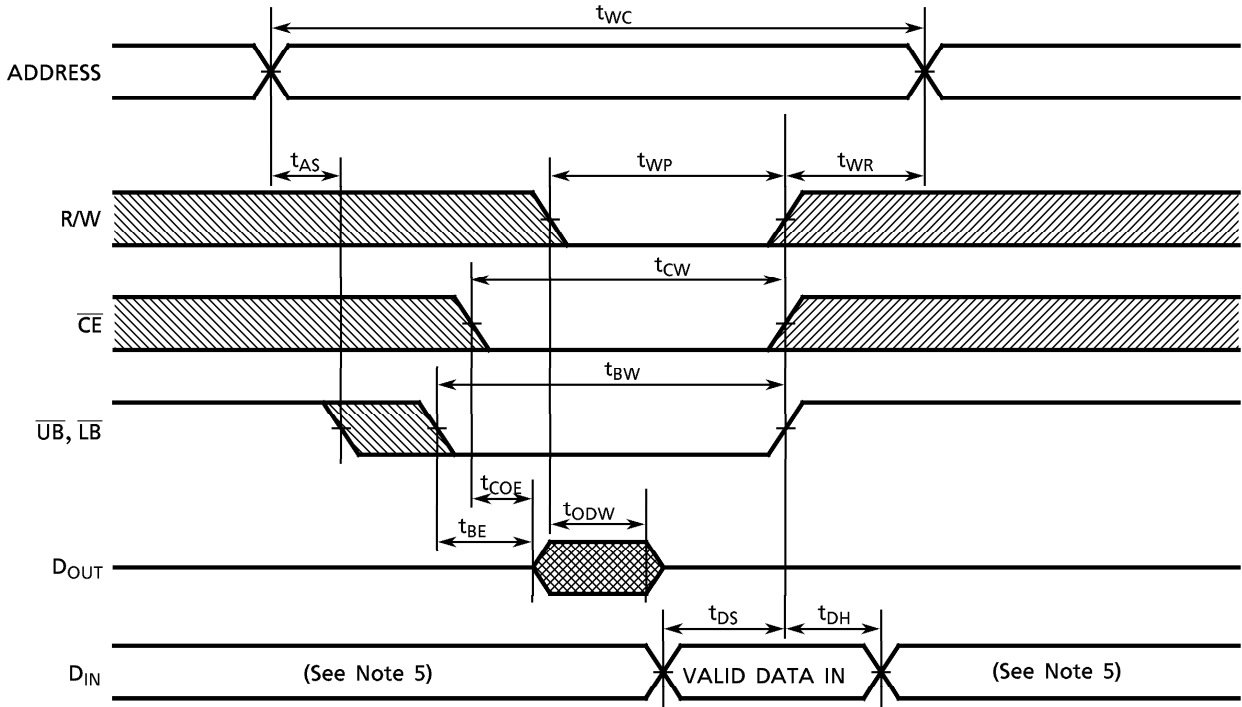 tWC
ADDRESS
tAS
tWP
tWR
R/W
tCW
CE
tBW
UB, LB
tCOE
tODW
tBE
DOUT
tDS
tDH
DIN
(See Note 5)
VALID DATA IN
(See Note 5)